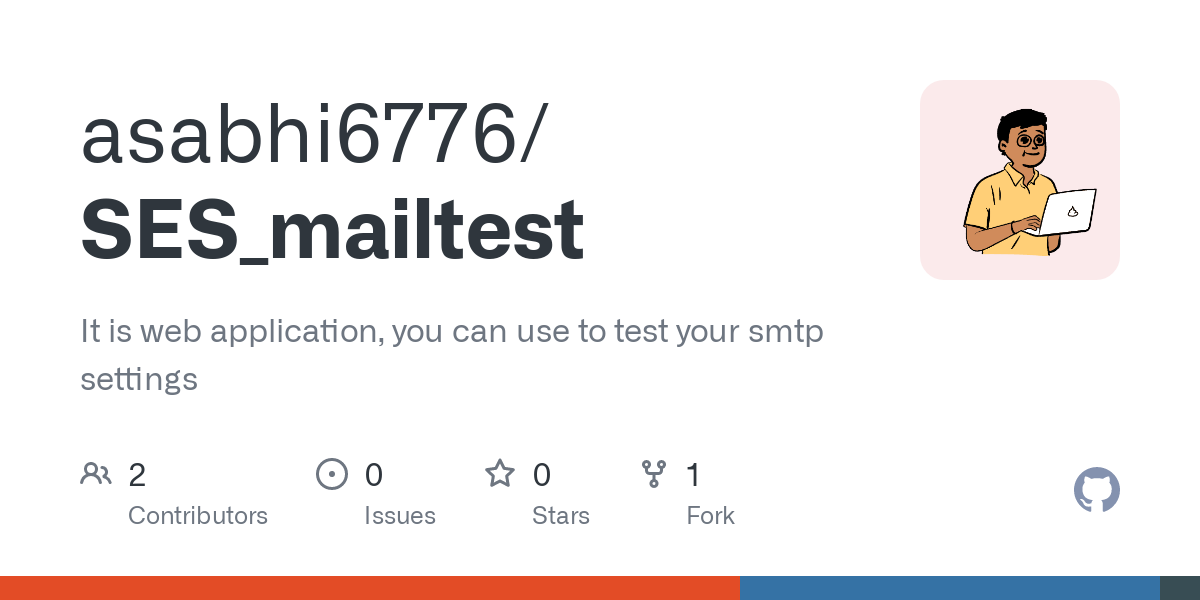 asabhi6776/
SES_mailtest
It is web application, you can use to test your smtp
settings
2 0 0 1
Contributors Issues Stars Fork